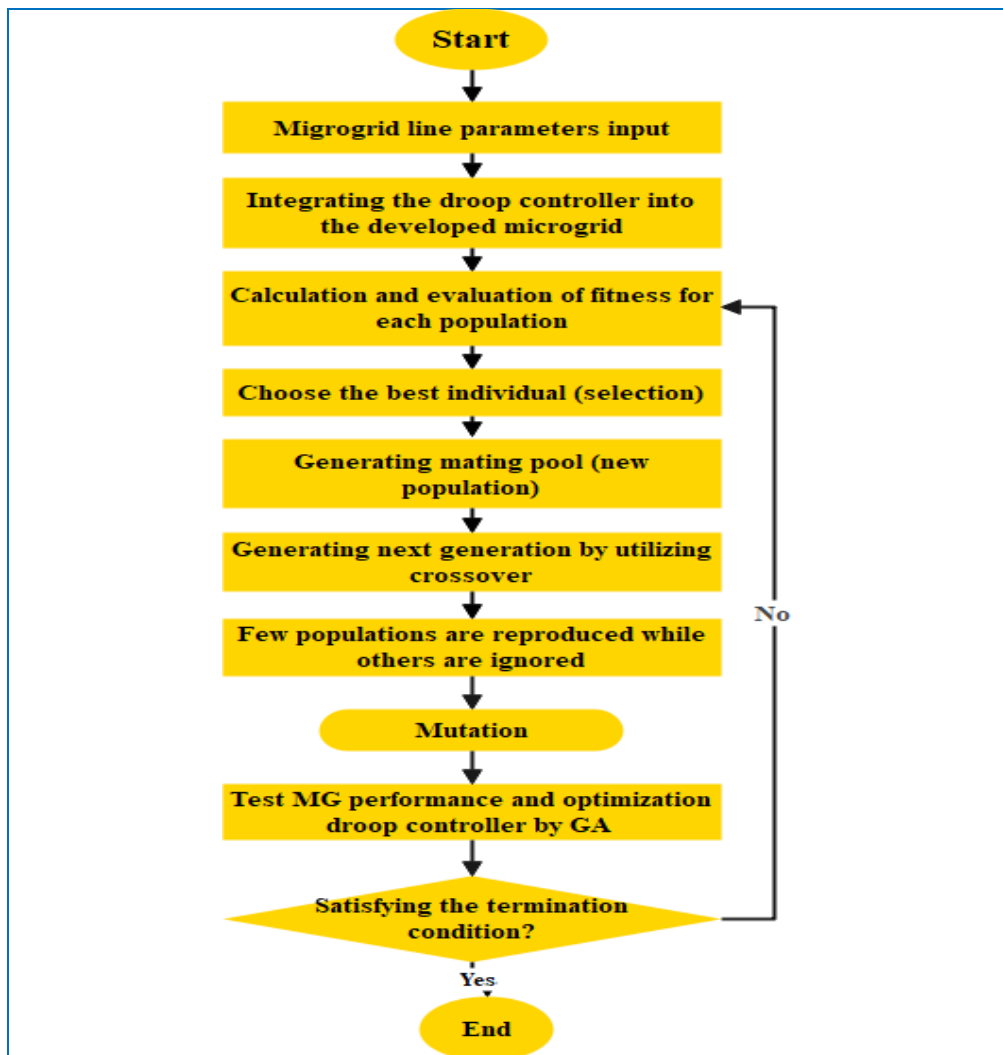 Start
Migrogrid line parameters input
Integrating the droop controller into
the developed microgrid
Calculation and evaluation of fitness for
each population
Choose the best individual (selection)
Generating mating pool (new
population)
Generating next generation by utilizing
crossover
Few populations are reproduced while
others are ignored
Mutation
Test MG performance and optimization
droop controller by GA
Satisfying the termination
condition?
No
Yes
End